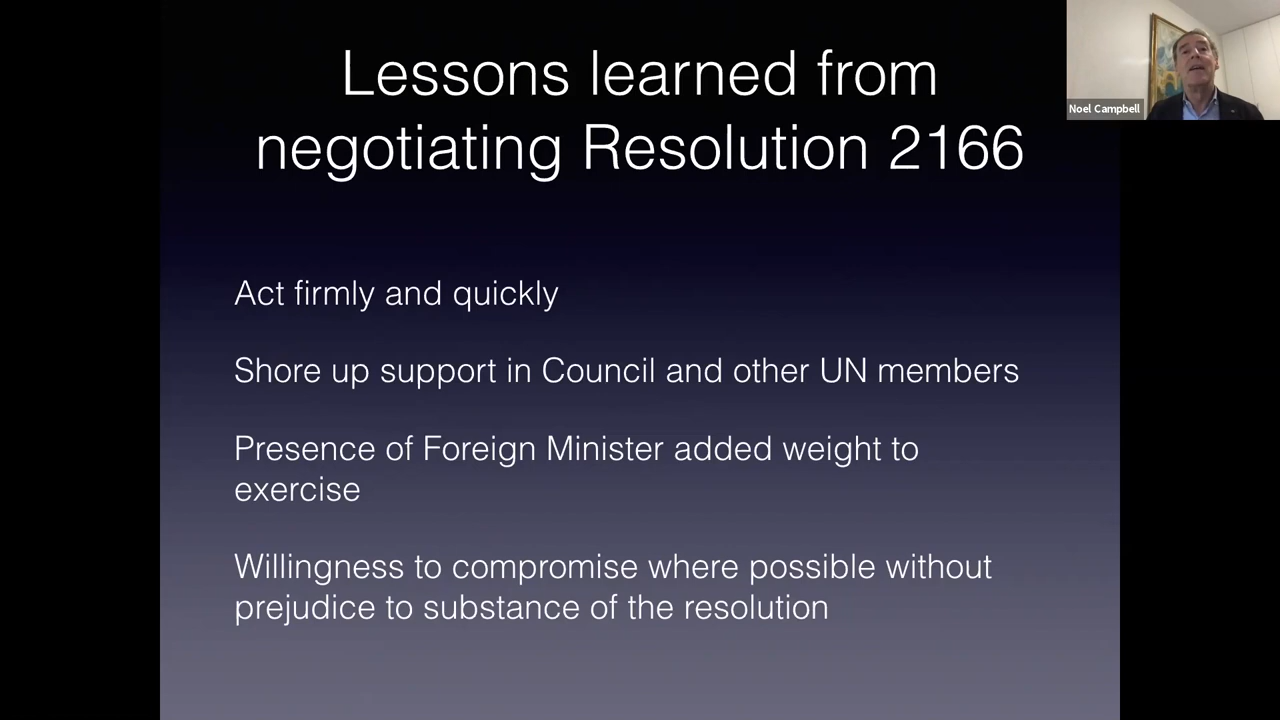 Lessons learned from
negotiating Resolution 2166
Noel Campbell
Act firmly and quickly
Shore up support in Council and other UN members
Presence of Foreign Minister added weight to
exercise
Willingness to compromise where possible without
prejudice to substance of the resolution